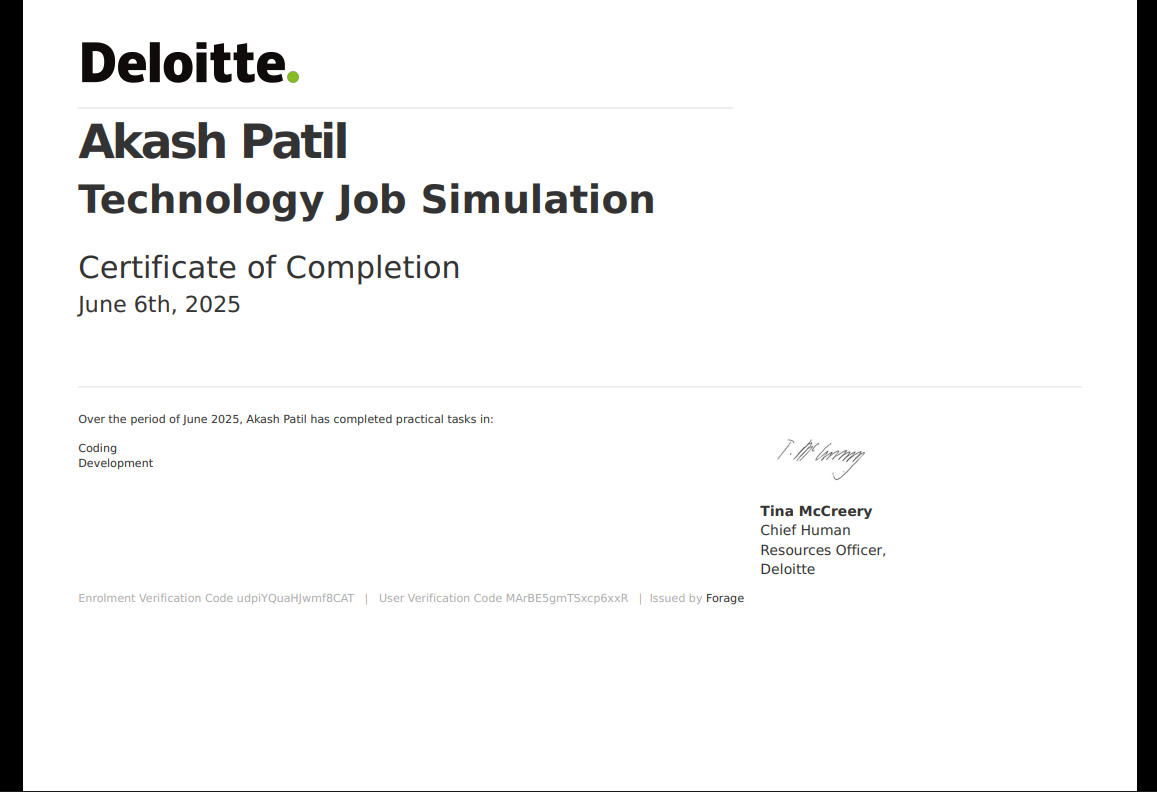 Deloitte.
Akash Patil
Technology Job Simulation
Certificate of Completion
June 6th, 2025
Over the period of June 2025, Akash Patil has completed practical tasks in:
Coding
Development
T. McCreery
Tina McCreery
Chief Human
Resources Officer,
Deloitte
Enrolment Verification Code udpiYQuaHJwmf8CAT | User Verification Code MArBE5gmTSxcp6xxR | Issued by Forage